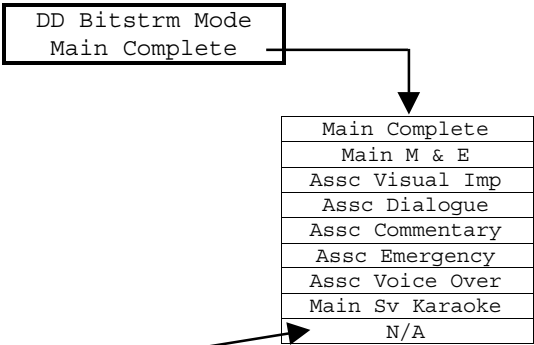 DD Bitstrm Mode
Main Complete
Main Complete
Main M & E
Assc Visual Imp
Assc Dialogue
Assc Commentary
Assc Emergency
Assc Voice Over
Main Sv Karaoke
N/A